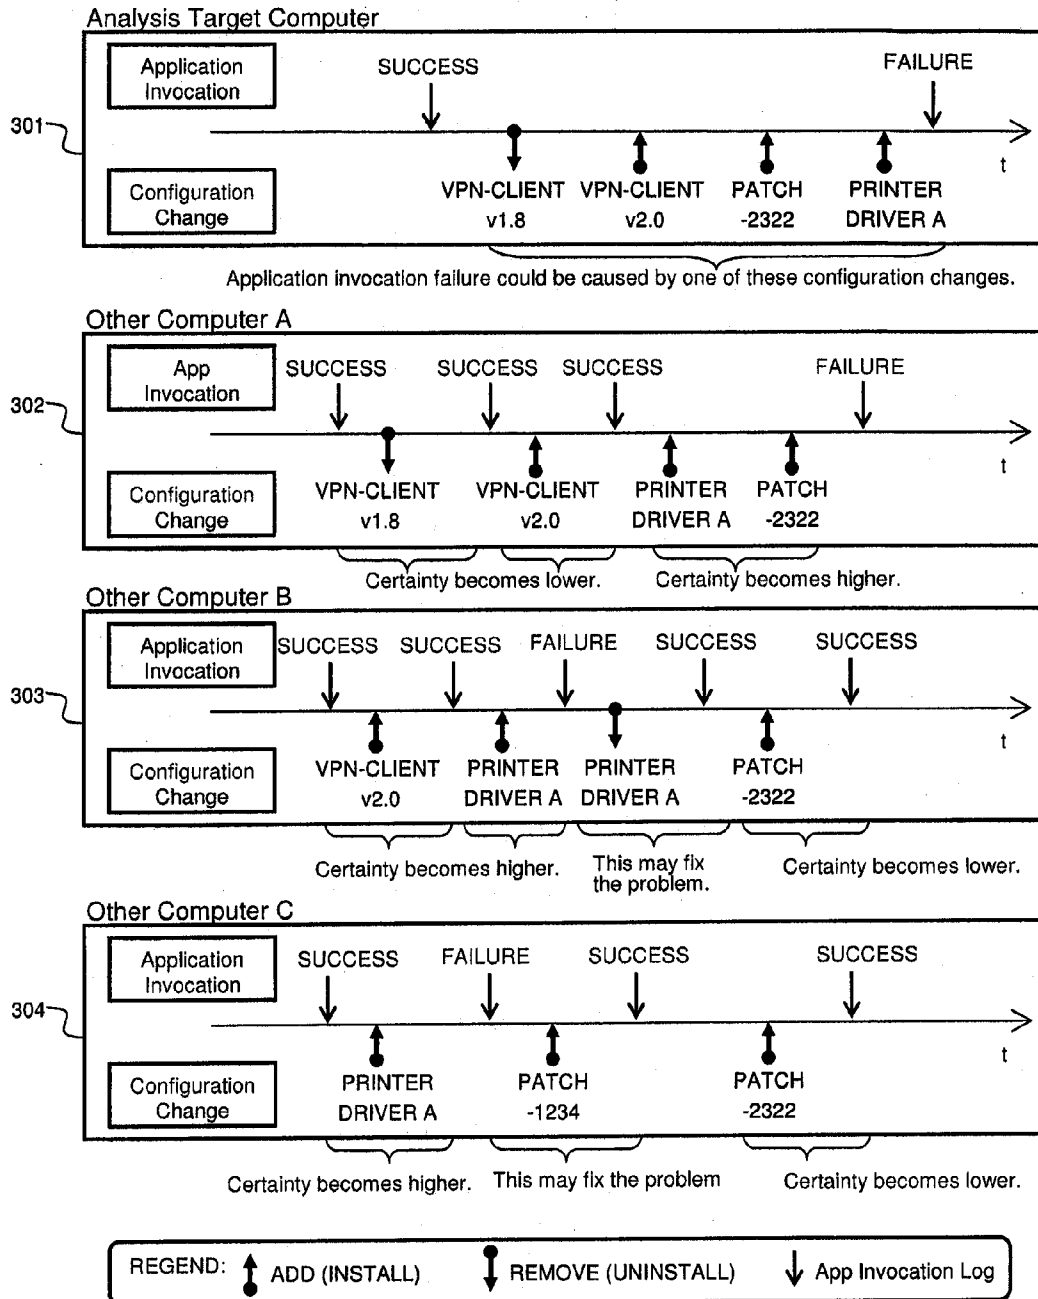 Analysis Target Computer
Application
Invocation
SUCCESS
FAILURE
301
t
Configuration
Change
VPN-CLIENT
v1.8
VPN-CLIENT
v2.0
PATCH
-2322
PRINTER
DRIVER A
Application invocation failure could be caused by one of these configuration changes.
Other Computer A
App
Invocation
SUCCESS
SUCCESS
SUCCESS
FAILURE
302
t
Configuration
Change
VPN-CLIENT
v1.8
VPN-CLIENT
v2.0
PRINTER
DRIVER A
PATCH
-2322
Certainty becomes lower.
Certainty becomes higher.
Other Computer B
Application
Invocation
SUCCESS
SUCCESS
FAILURE
SUCCESS
SUCCESS
303
t
Configuration
Change
VPN-CLIENT
v2.0
PRINTER
DRIVER A
PRINTER
DRIVER A
PATCH
-2322
Certainty becomes higher.
This may fix
the problem.
Certainty becomes lower.
Other Computer C
Application
Invocation
SUCCESS
FAILURE
SUCCESS
SUCCESS
304
t
Configuration
Change
PRINTER
DRIVER A
PATCH
-1234
PATCH
-2322
Certainty becomes higher.
This may fix the problem
Certainty becomes lower.
REGEND:
ADD (INSTALL)
REMOVE (UNINSTALL)
App Invocation Log